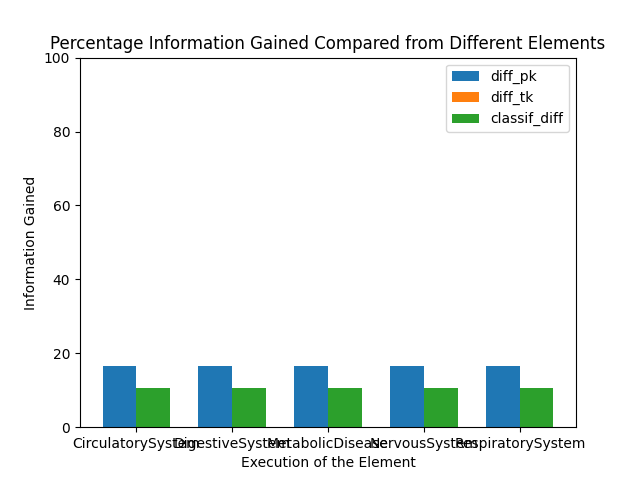 Percentage Information Gained Compared from Different Elements
100
80
60
40
20
0
Information Gained
diff_pk
diff_tk
classif_diff
CirculatorySystem DigestiveSystem MetabolicDisease NervousSystem RespiratorySystem
Execution of the Element